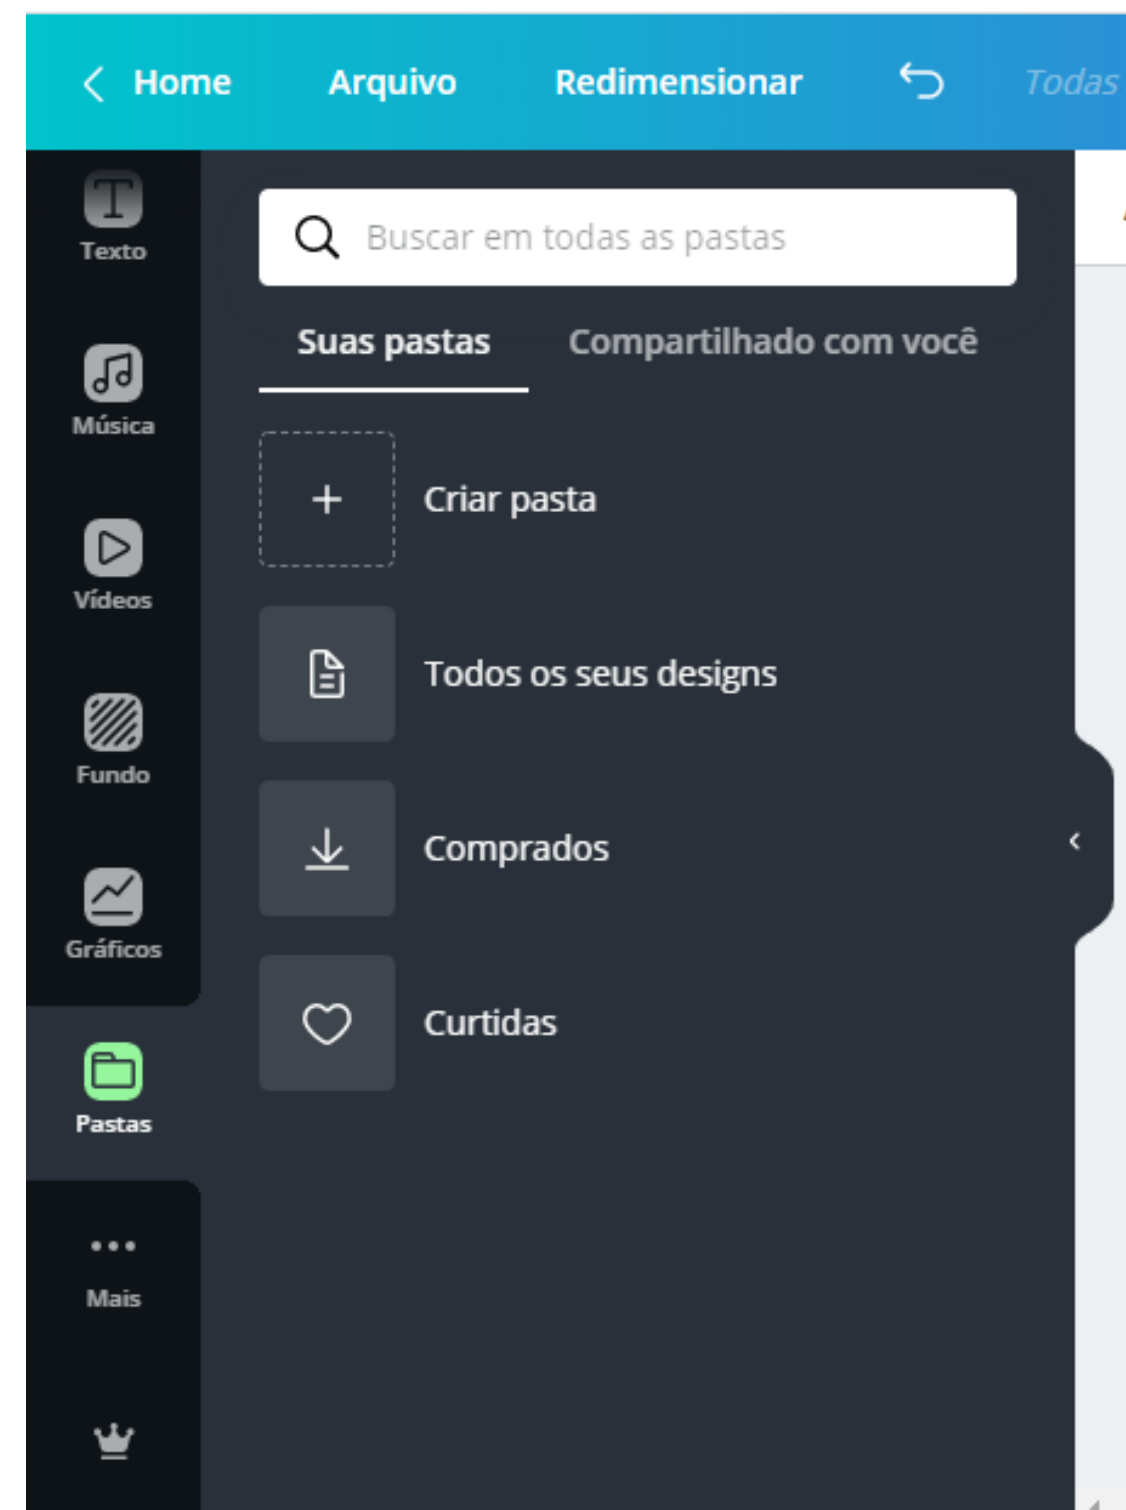 Home Arquivo Redimensionar Todas
Texto
Buscar em todas as pastas
Suas pastas Compartilhado com você
Música
Criar pasta
Vídeos
Todos os seus designs
Fundo
Comprados
Gráficos
Curtidas
Pastas
Mais